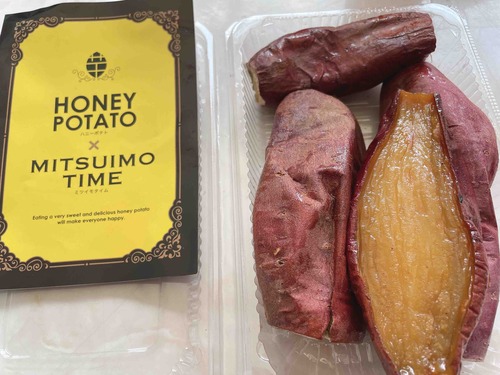 HONEY
POTATO
ハニーポテト
×
MITSUIMO
TIME
ミツイモタイム
Eating a very sweet and delicious honey potato
will make everyone happy.